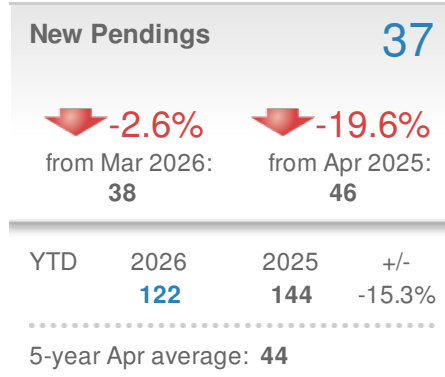 New Pendings 37
-2.6% -19.6%
from Mar 2026: from Apr 2025:
38 46
YTD 2026 2025 +/-
122 144 -15.3%
5-year Apr average: 44